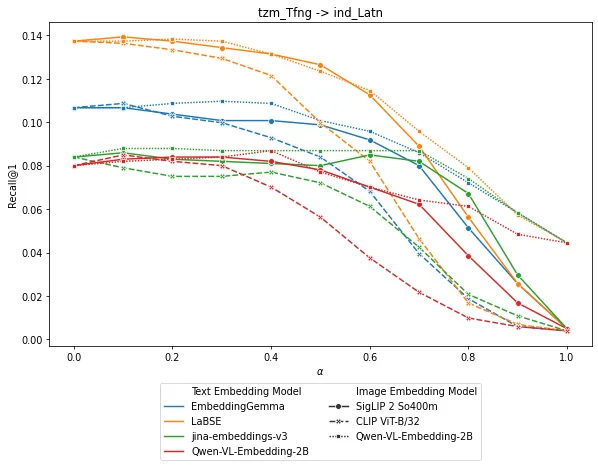 tzm_Tfng -> ind_Latn
Recall@1
0.14
0.12
0.10
0.08
0.06
0.04
0.02
0.00
0.0 0.2 0.4 0.6 0.8 1.0
α
Text Embedding Model
EmbeddingGemma
LaBSE
jina-embeddings-v3
Qwen-VL-Embedding-2B
Image Embedding Model
SigLIP 2 So400m
CLIP ViT-B/32
Qwen-VL-Embedding-2B